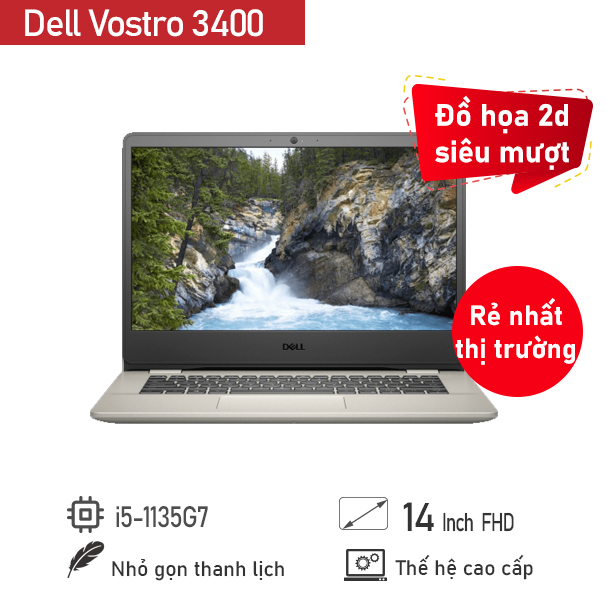 Dell Vostro 3400
Đồ họa 2d
siêu mượt
Rẻ nhất
thị trường
DELL
i5-1135G7
14 Inch FHD
Nhỏ gọn thanh lịch
Thế hệ cao cấp